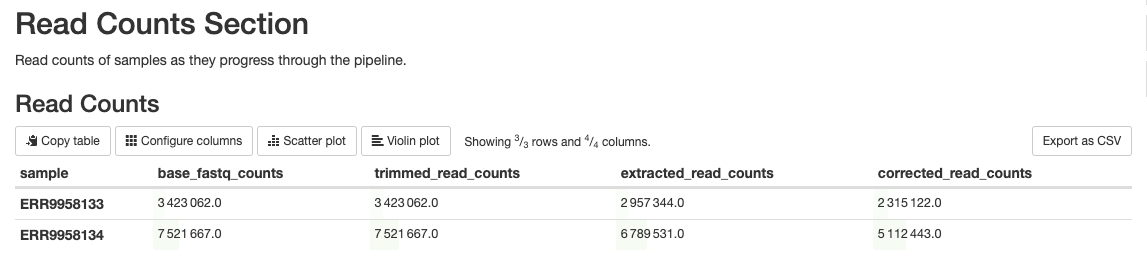 Read Counts Section
Read counts of samples as they progress through the pipeline.
Read Counts
Copy table Configure columns Scatter plot Violin plot Showing 3/3 rows and 4/4 columns. Export as CSV
sample base_fastq_counts trimmed_read_counts extracted_read_counts corrected_read_counts
ERR9958133 3 423 062.0 3 423 062.0 2 957 344.0 2 315 122.0
ERR9958134 7 521 667.0 7 521 667.0 6 789 531.0 5 112 443.0